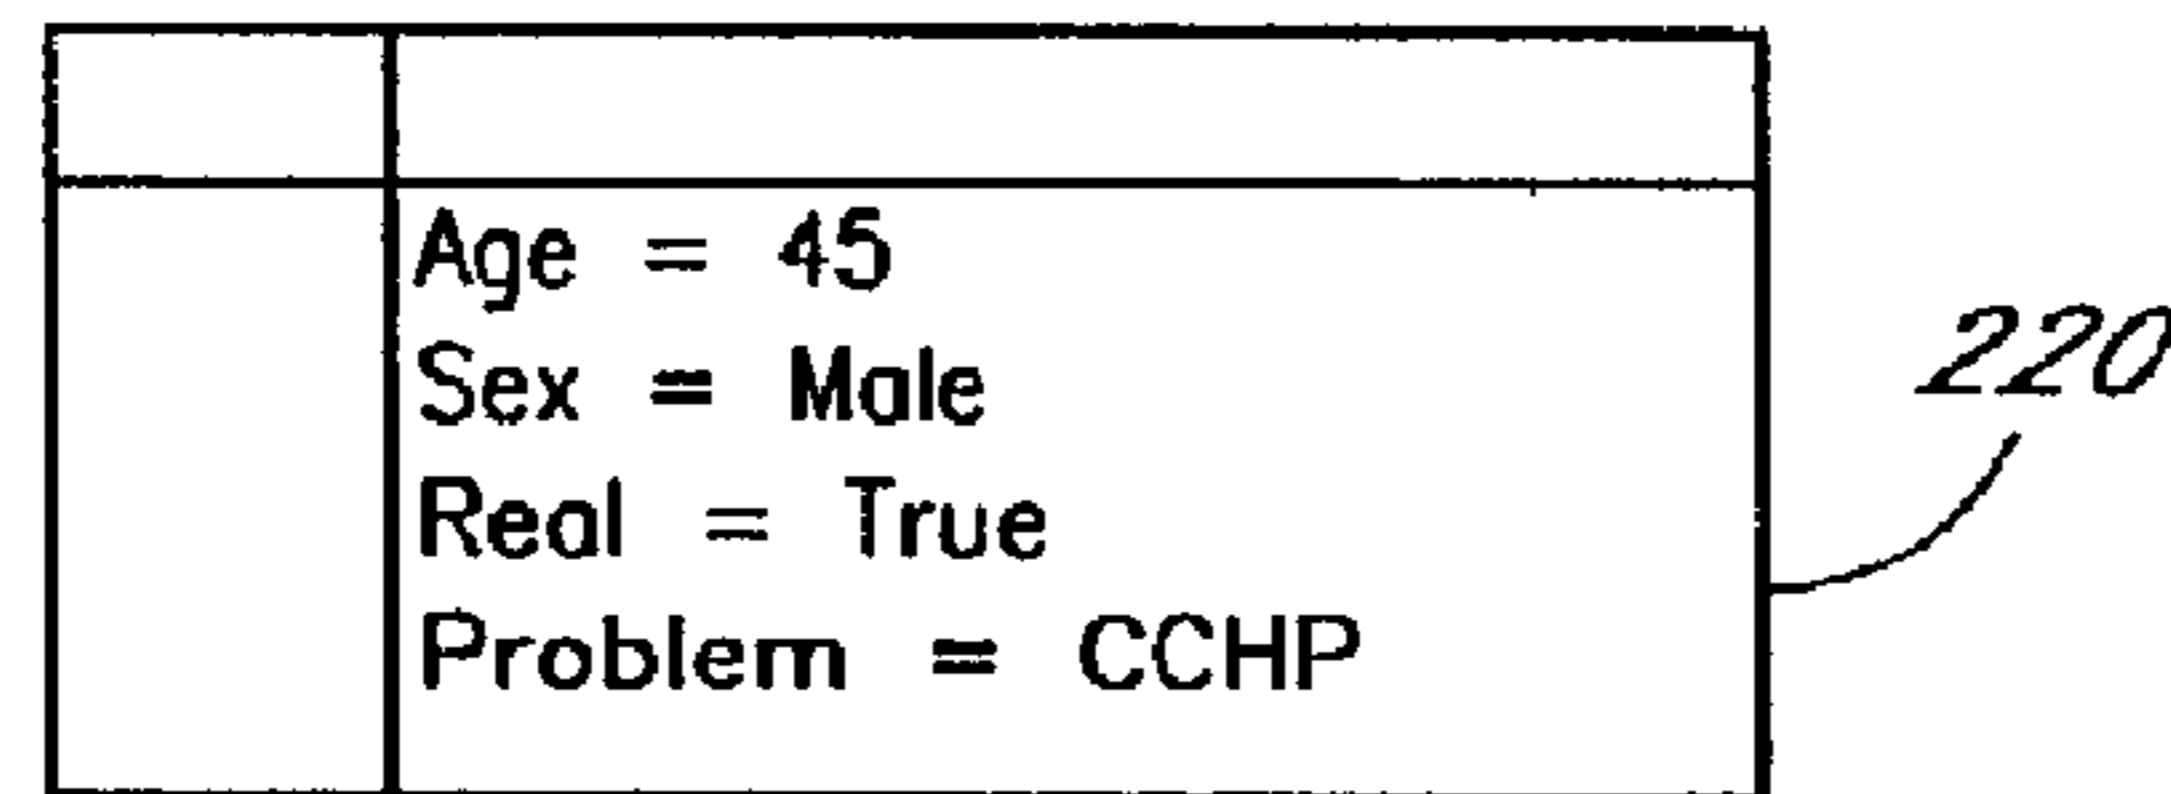 Age = 45
Sex = Male
220
Real = True
Problem = CCHP